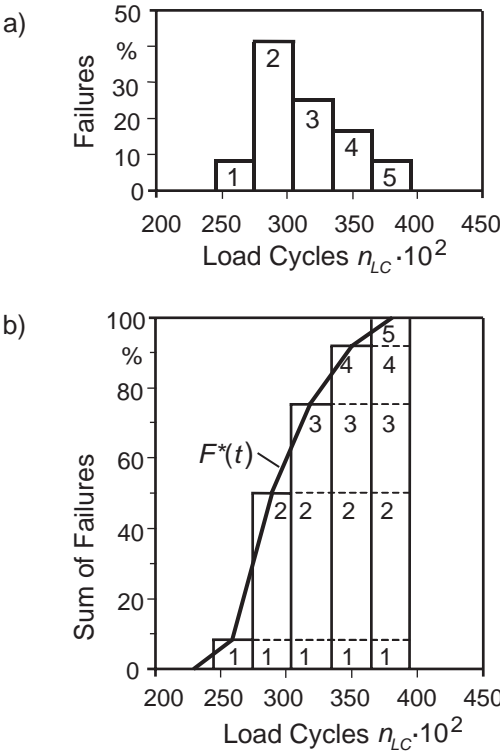 a)
Failures
50
%
30
20
10
0
1
2
3
4
5
200 250 300 350 400 450
Load Cycles n_LC·10²
b)
Sum of Failures
100
%
80
60
40
20
0
F*(t)
5
4 4
3 3 3
2 2 2 2
1 1 1 1 1
200 250 300 350 400 450
Load Cycles n_LC·10²